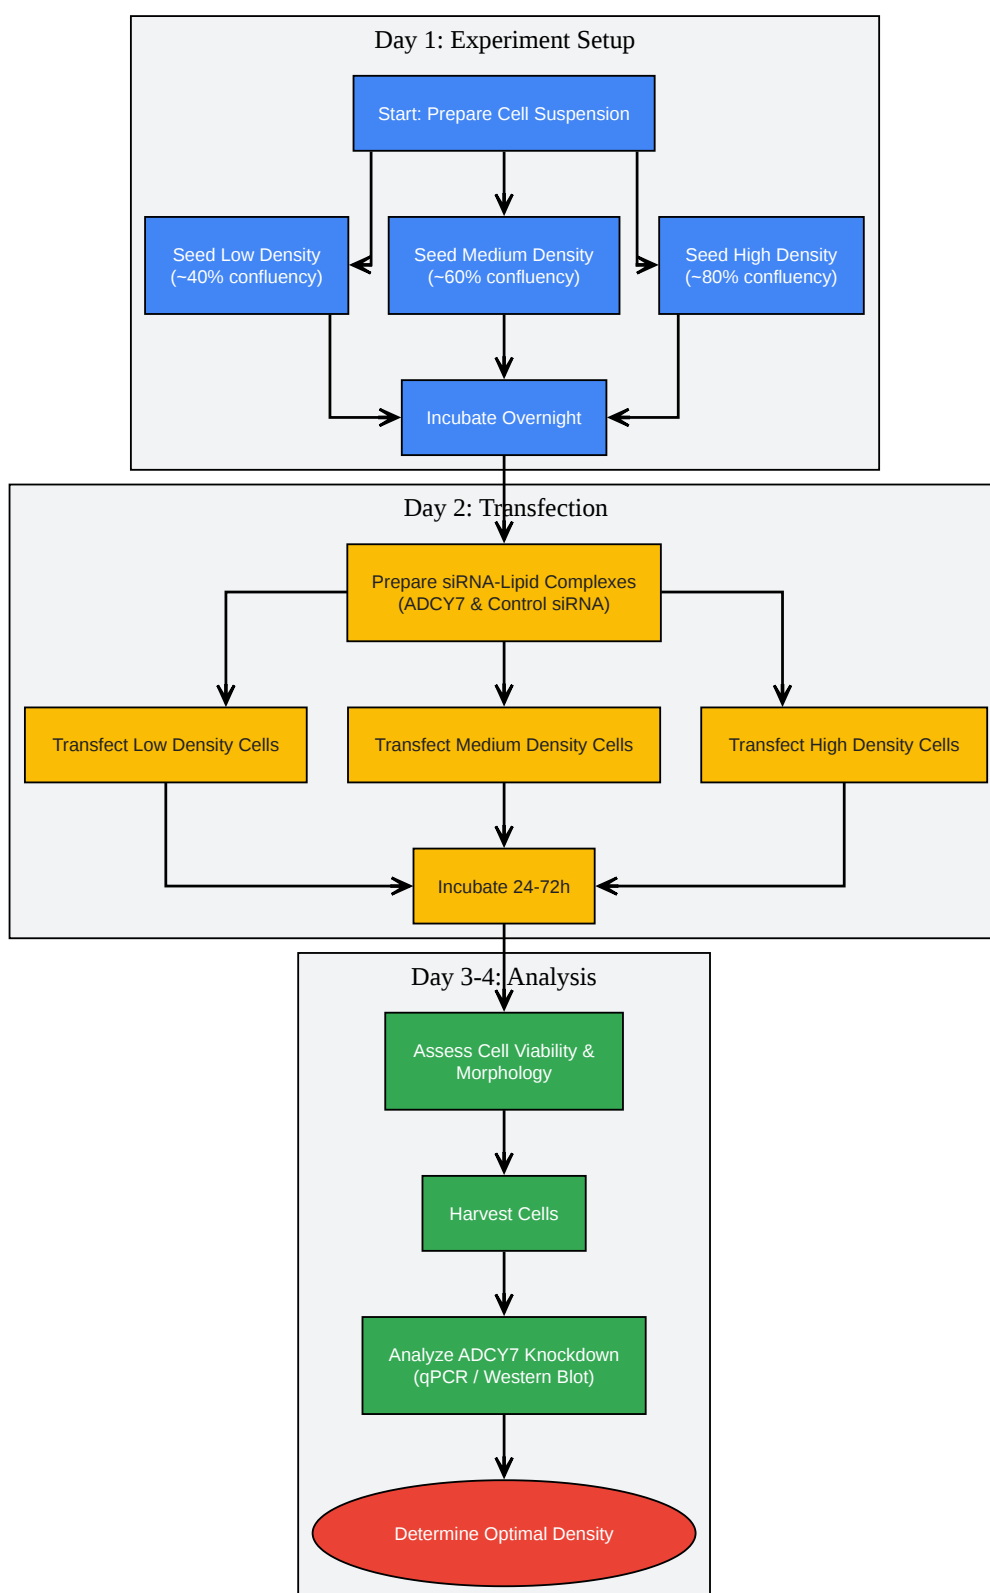 Day 1: Experiment Setup
Start: Prepare Cell Suspension
Seed Low Density
(~40% confluency)
Seed Medium Density
(~60% confluency)
Seed High Density
(~80% confluency)
Incubate Overnight
Day 2: Transfection
Prepare siRNA-Lipid Complexes
(ADCY7 & Control siRNA)
Transfect Low Density Cells
Transfect Medium Density Cells
Transfect High Density Cells
Incubate 24-72h
Day 3-4: Analysis
Assess Cell Viability &
Morphology
Harvest Cells
Analyze ADCY7 Knockdown
(qPCR / Western Blot)
Determine Optimal Density